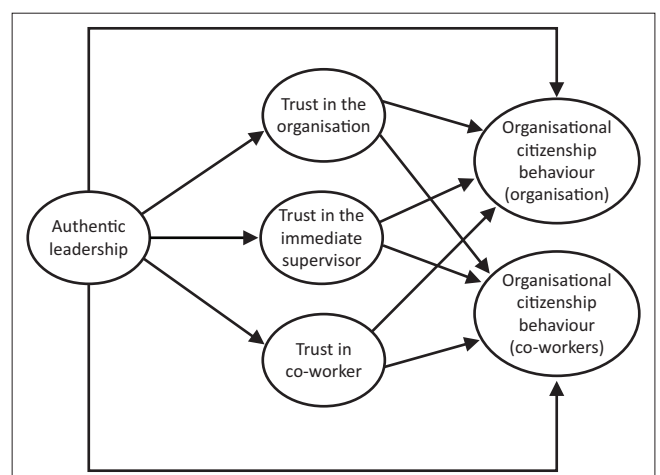 Trust in the
organisation
Organisational
citizenship
behaviour
(organisation)
Authentic
leadership
Trust in the
immediate
supervisor
Organisational
citizenship
behaviour
(co-workers)
Trust in
co-worker